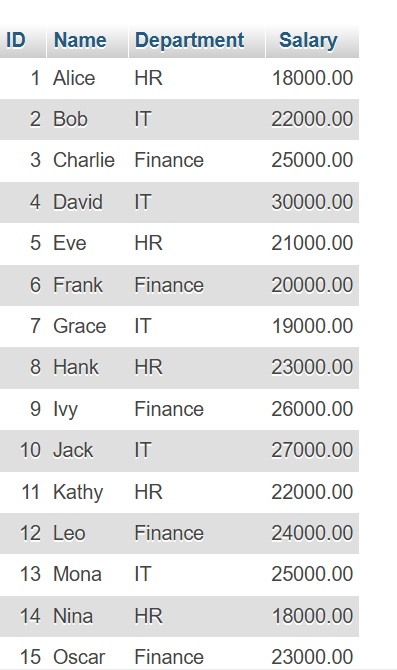 ID Name Department Salary
1 Alice HR 18000.00
2 Bob IT 22000.00
3 Charlie Finance 25000.00
4 David IT 30000.00
5 Eve HR 21000.00
6 Frank Finance 20000.00
7 Grace IT 19000.00
8 Hank HR 23000.00
9 Ivy Finance 26000.00
10 Jack IT 27000.00
11 Kathy HR 22000.00
12 Leo Finance 24000.00
13 Mona IT 25000.00
14 Nina HR 18000.00
15 Oscar Finance 23000.00